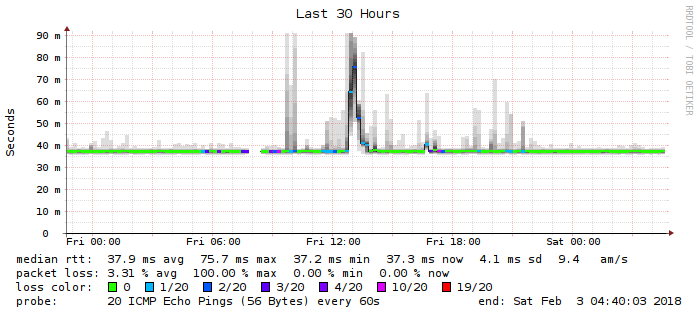 Last 30 Hours
RRDTOOL / TOBI OETIKER
Seconds
90 m
80 m
70 m
60 m
50 m
40 m
30 m
20 m
10 m
0
Fri 00:00 Fri 06:00 Fri 12:00 Fri 18:00 Sat 00:00
median rtt: 37.9 ms avg 75.7 ms max 37.2 ms min 37.3 ms now 4.1 ms sd 9.4 am/s
packet loss: 3.31 % avg 100.00 % max 0.00 % min 0.00 % now
loss color: 0 1/20 2/20 3/20 4/20 10/20 19/20
probe: 20 ICMP Echo Pings (56 Bytes) every 60s end: Sat Feb 3 04:40:03 2018